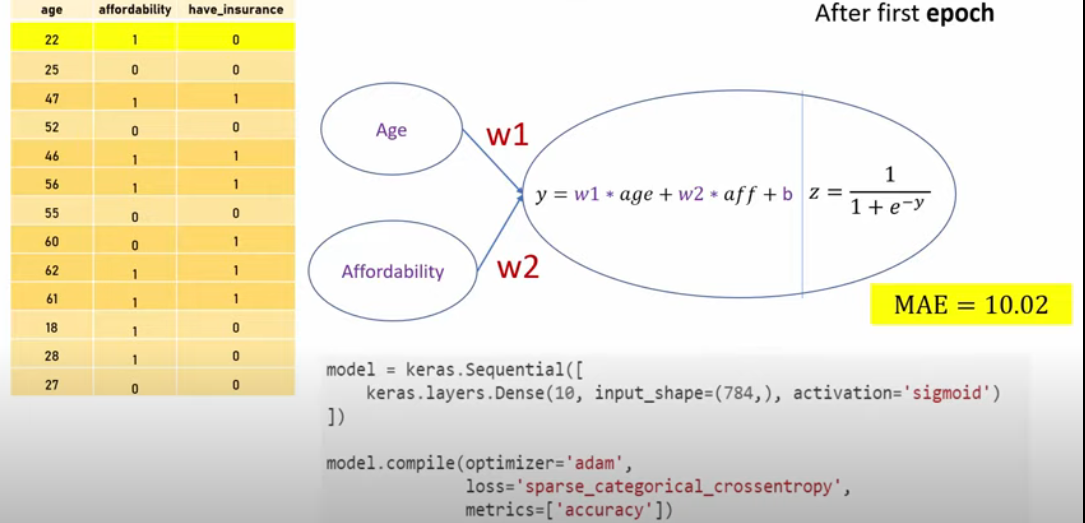 After first epoch
age affordability have_insurance
22 1 0
25 0 0
47 1 1
52 0 0
46 1 1
56 1 1
55 0 0
60 0 1
62 1 1
61 1 1
18 1 0
28 1 0
27 0 0
Age
w1
Affordability
w2
y = w1 * age + w2 * aff + b
z = 1 / 1 + e^−y
MAE = 10.02
model = keras.Sequential([
    keras.layers.Dense(10, input_shape=(784,), activation='sigmoid')
])
model.compile(optimizer='adam',
              loss='sparse_categorical_crossentropy',
              metrics=['accuracy'])